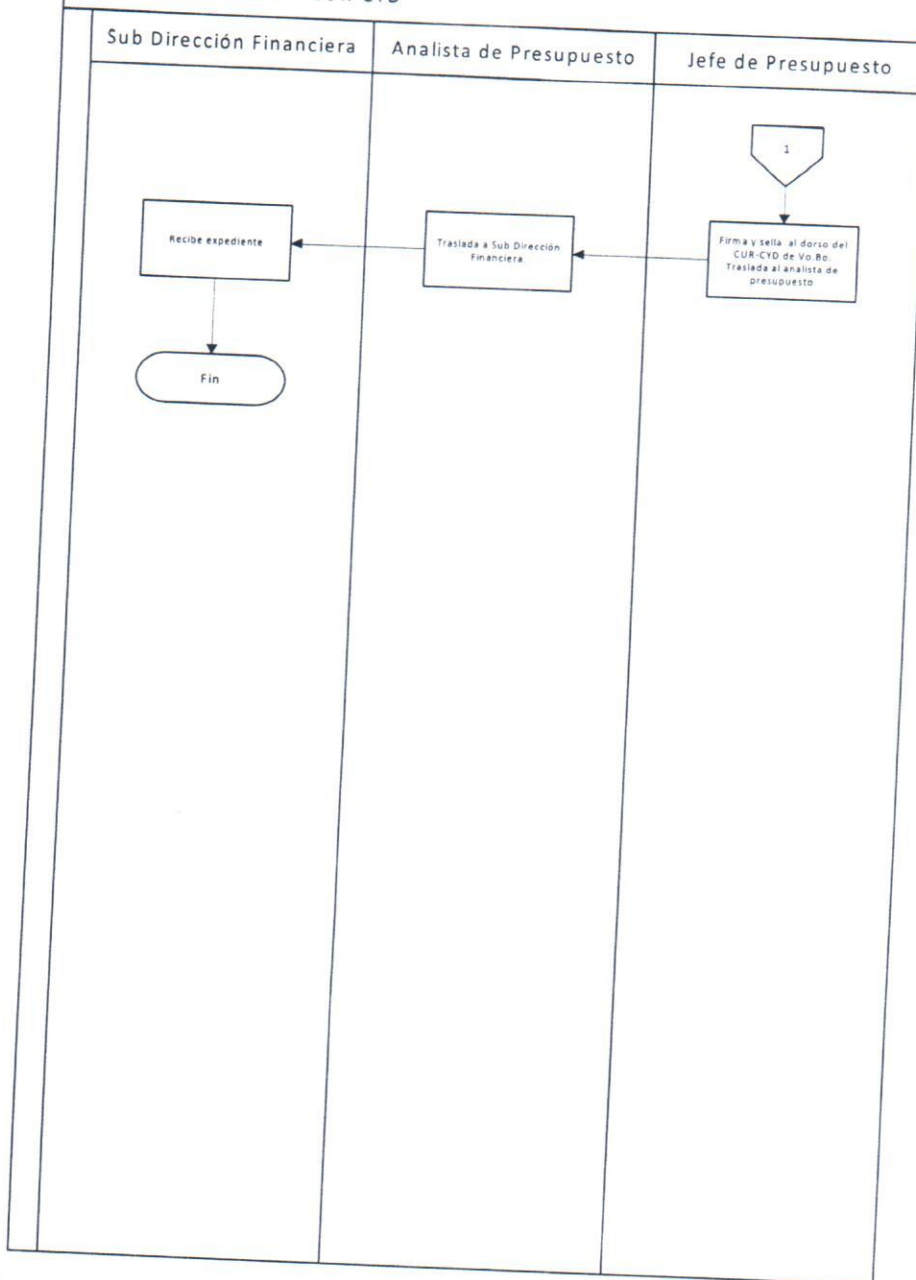 Sub Dirección Financiera
Analista de Presupuesto
Jefe de Presupuesto
1
Recibe expediente
Traslada a Sub Dirección
Financiera
Firma y sella al dorso del
CUR-CYD de Vo.Bo.
Traslada al analista de
presupuesto
Fin